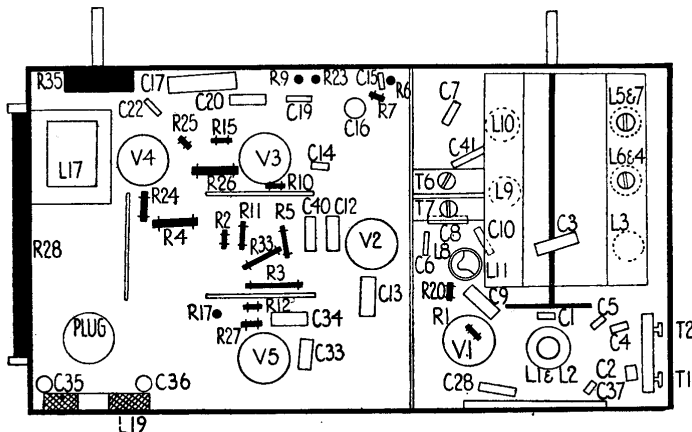 R35
C17
R9
R23
C15
R6
R7
C22
C20
C19
C16
C7
L5&7
L10
R25
R15
V4
V3
C14
C41
L6&4
L17
R26
R10
T6
L9
R24
T7
R4
R2
R11
R5
C40
C12
V2
C8
C10
C3
L3
R28
R33
C6
L8
L11
R3
C13
R20
C9
R17
R12
C34
R1
C1
C5
PLUG
R27
V1
C4
T2
V5
C33
C35
C36
C28
L1&L2
C2
C37
T1
L19